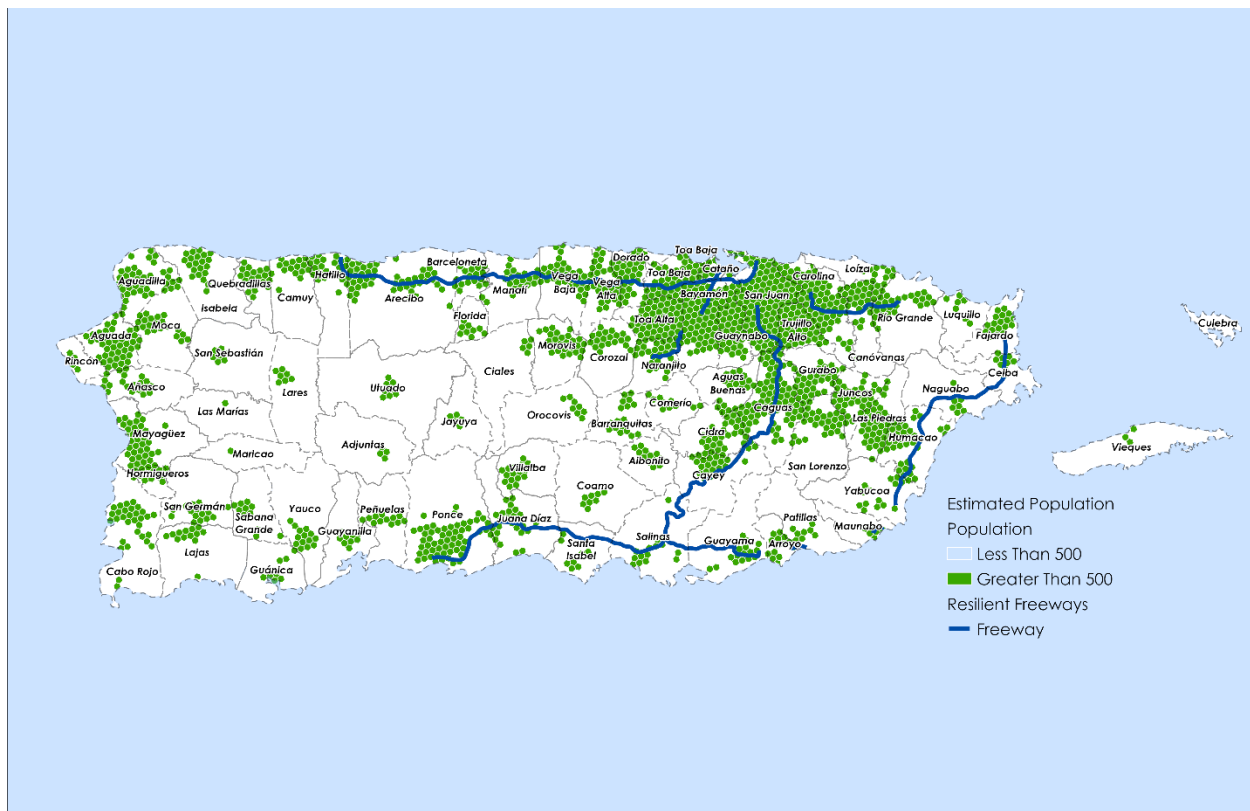 Toa Baja
Dorado
Barceloneta
Toa Baja
Cataño
Loíza
Hatillo
Carolina
Aguadilla
Quebradillas
Vega
Baja
Vega
Alta
Manatí
Bayamón
San Juan
Camuy
Arecibo
Isabela
Florida
Toa Alta
Río Grande
Luquillo
Culebra
Moca
Trujillo
Alto
Aguada
Guaynabo
Fajardo
Morovis
Corozal
San Sebastián
Canóvanas
Rincón
Naranjito
Ciales
Gurabo
Ceiba
Aguas
Buenas
Añasco
Utuado
Lares
Naguabo
Juncos
Comerío
Las Marías
Orocovis
Caguas
Jayuya
Las Piedras
Barranquitas
Cidra
Mayagüez
Humacao
Adjuntas
Vieques
Maricao
Aibonito
Villalba
San Lorenzo
Hormigueros
Cayey
Coamo
Yabucoa
San Germán
Sabana
Grande
Yauco
Peñuelas
Ponce
Juana Díaz
Patillas
Maunabo
Guayanilla
Salinas
Guayama
Arroyo
Santa
Isabel
Lajas
Cabo Rojo
Guánica
Estimated Population
Population
Less Than 500
Greater Than 500
Resilient Freeways
Freeway